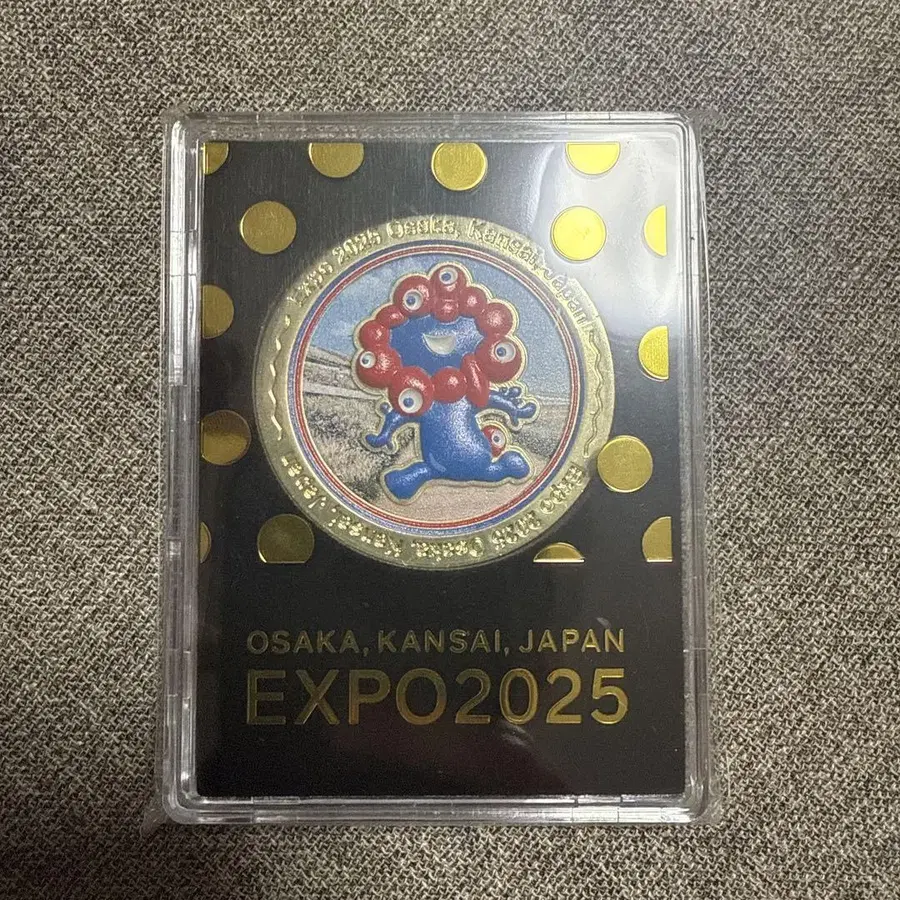 Expo 2025 Osaka, Kansai, Japan
Expo 2025 Osaka, Kansai, Japan
OSAKA, KANSAI, JAPAN
EXPO2025